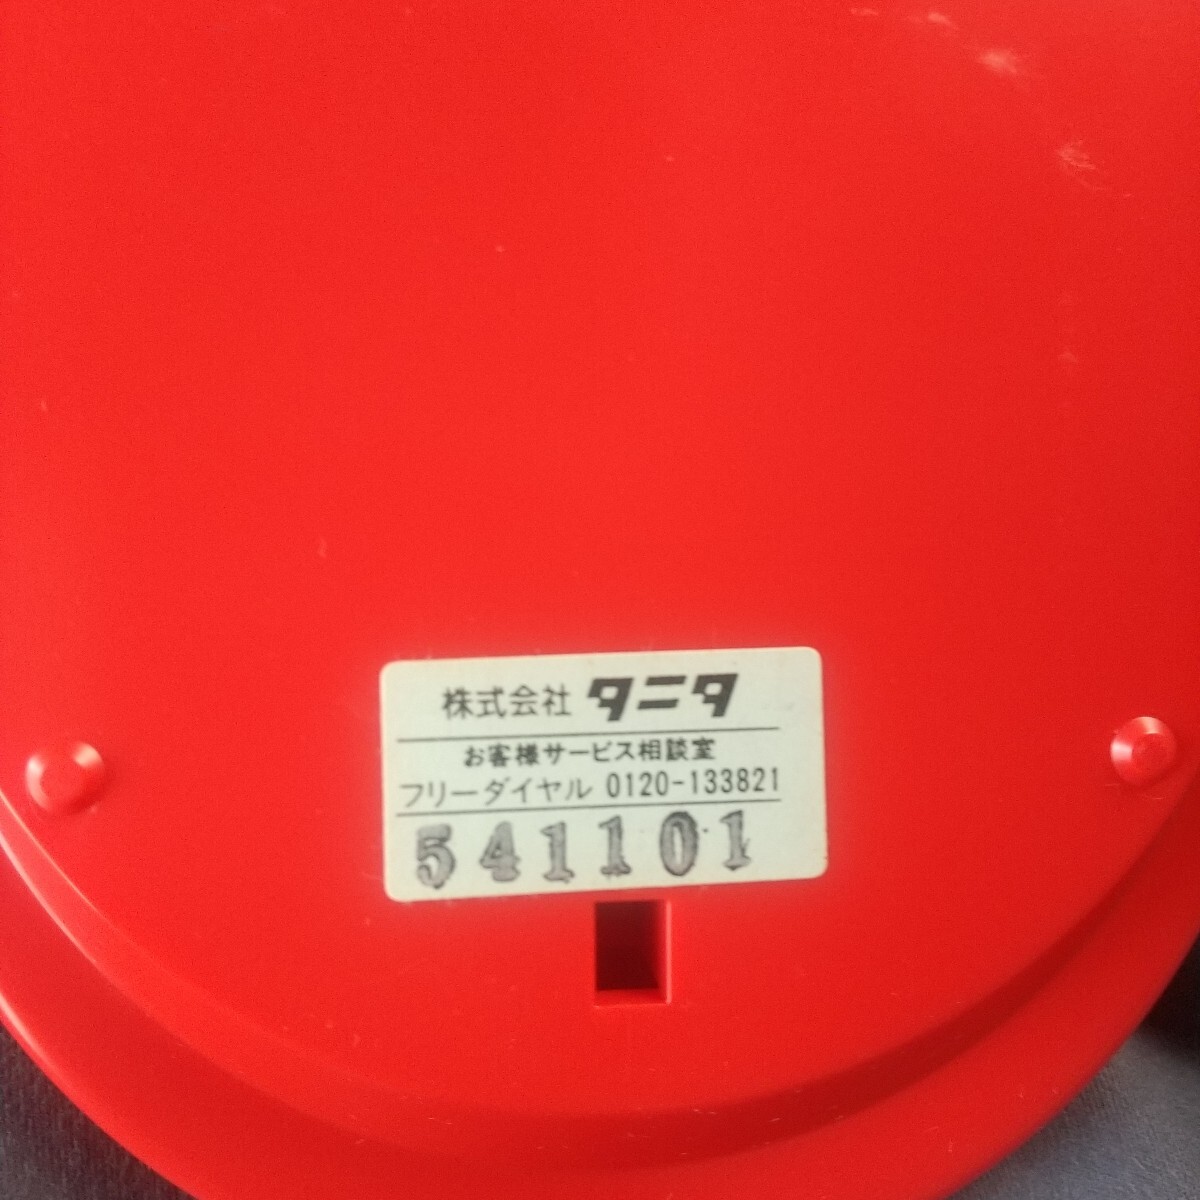 株式会社 タニタ
お客様サービス相談室
フリーダイヤル 0120-133821
541101